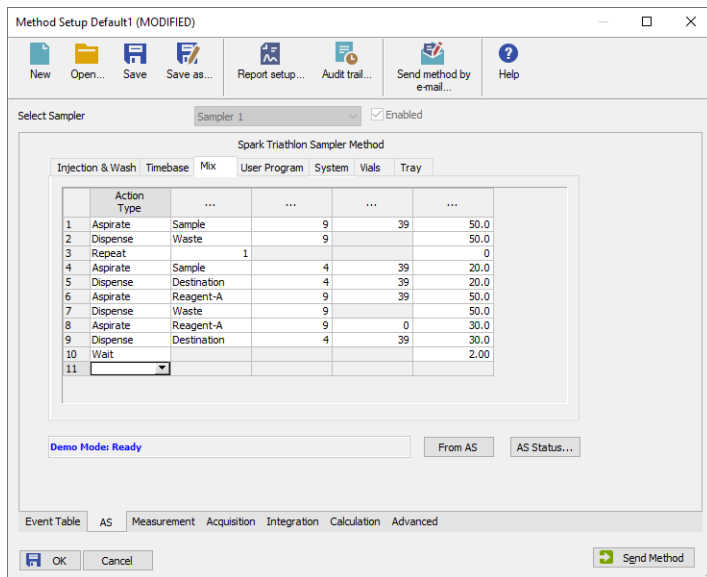 Method Setup Default1 (MODIFIED)
New Open... Save Save as... Report setup... Audit trail... Send method by e-mail... Help
Select Sampler Sampler 1 Enabled
Spark Triathlon Sampler Method
Injection & Wash Timebase Mix User Program System Vials Tray
Action Type ... ... ... ...
1 Aspirate Sample 9 39 50.0
2 Dispense Waste 9 50.0
3 Repeat 1 0
4 Aspirate Sample 4 39 20.0
5 Dispense Destination 4 39 20.0
6 Aspirate Reagent-A 9 39 50.0
7 Dispense Waste 9 50.0
8 Aspirate Reagent-A 9 0 30.0
9 Dispense Destination 4 39 30.0
10 Wait 2.00
11
Demo Mode: Ready From AS AS Status...
Event Table AS Measurement Acquisition Integration Calculation Advanced
OK Cancel Send Method